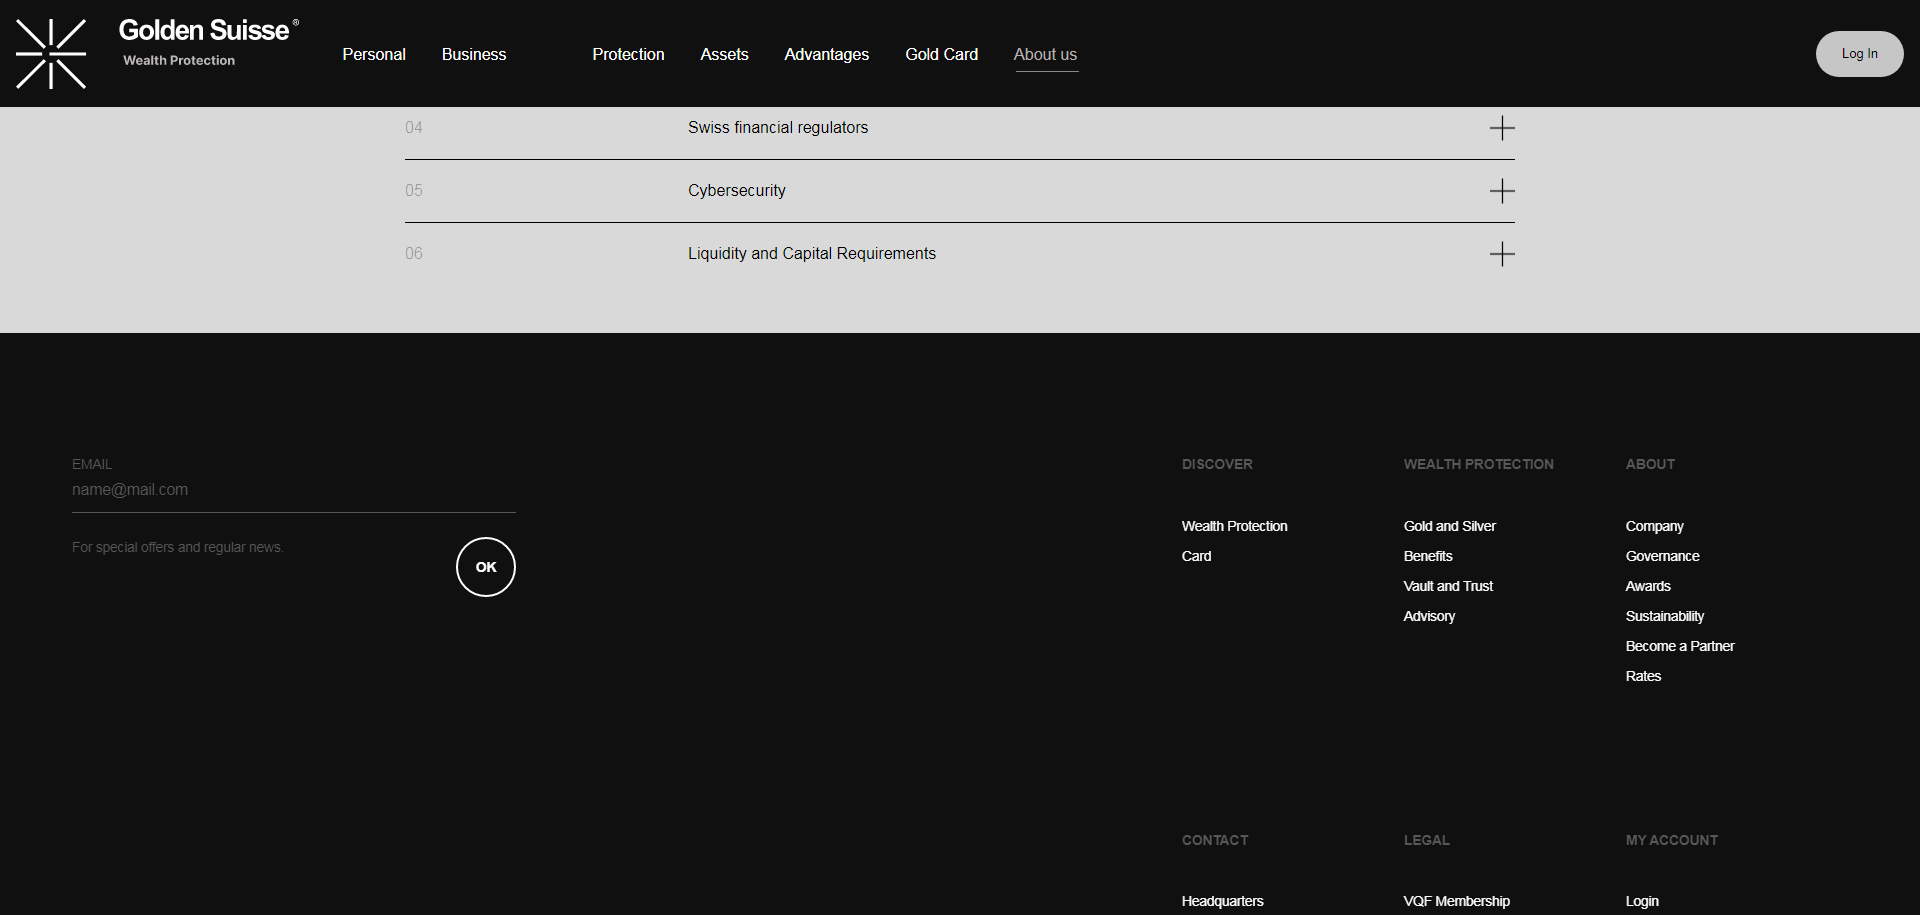 Golden Suisse®
Wealth Protection
Personal Business Protection Assets Advantages Gold Card About us
Log In
04 Swiss financial regulators
05 Cybersecurity
06 Liquidity and Capital Requirements
EMAIL
name@mail.com
For special offers and regular news.
OK
DISCOVER
Wealth Protection
Card
WEALTH PROTECTION
Gold and Silver
Benefits
Vault and Trust
Advisory
ABOUT
Company
Governance
Awards
Sustainability
Become a Partner
Rates
CONTACT
Headquarters
LEGAL
VQF Membership
MY ACCOUNT
Login